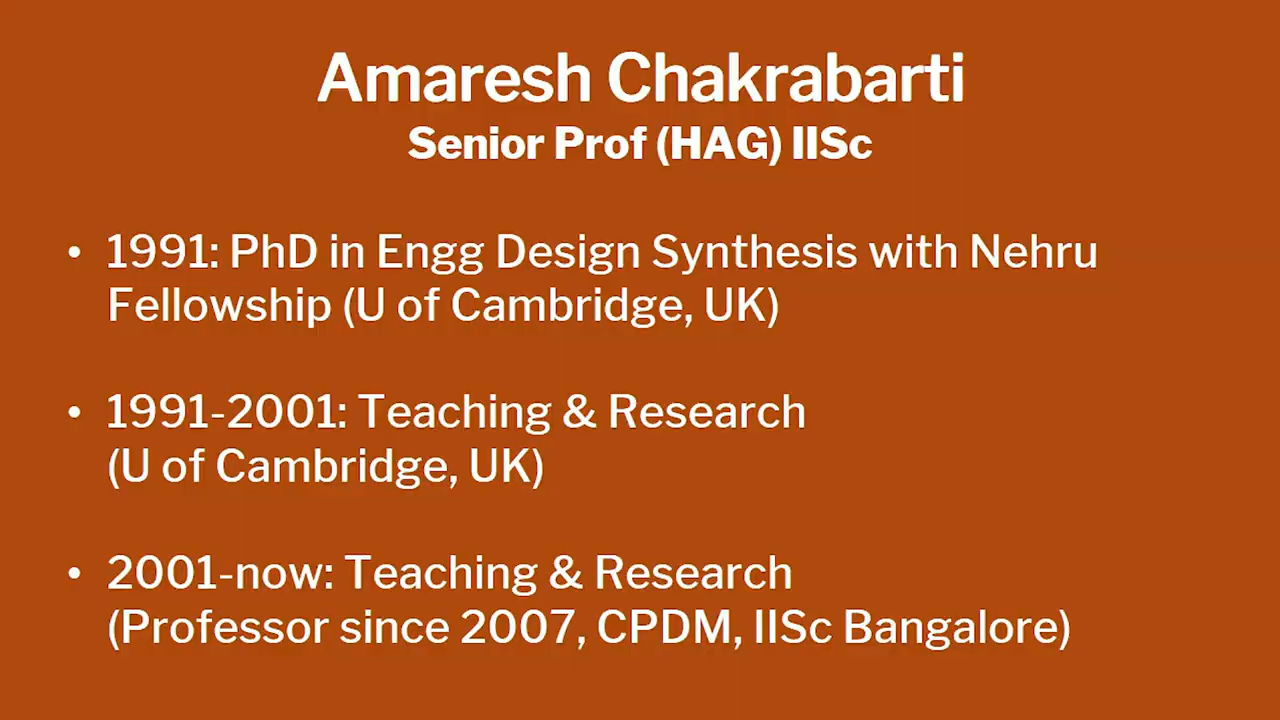 Amaresh Chakrabarti
Senior Prof (HAG) IISc
• 1991: PhD in Engg Design Synthesis with Nehru
Fellowship (U of Cambridge, UK)
• 1991-2001: Teaching & Research
(U of Cambridge, UK)
• 2001-now: Teaching & Research
(Professor since 2007, CPDM, IISc Bangalore)